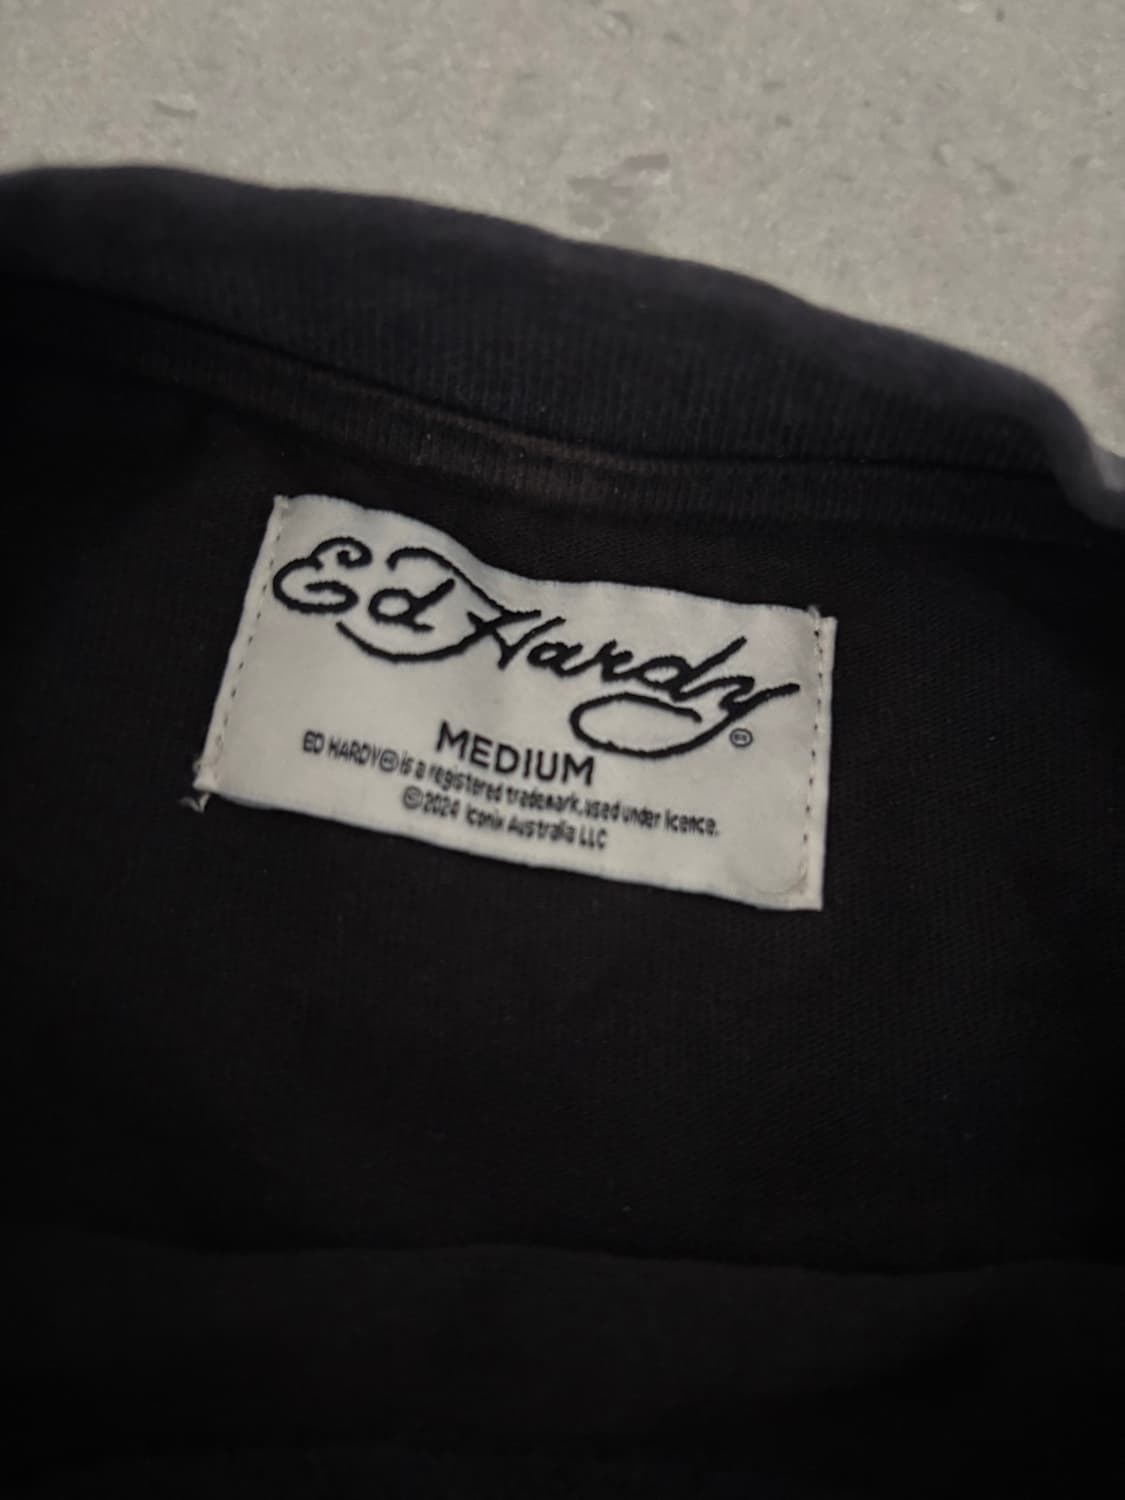 Ed Hardy®
MEDIUM
ED HARDY® is a registered trademark, used under licence.
©2024 Iconix Australia LLC